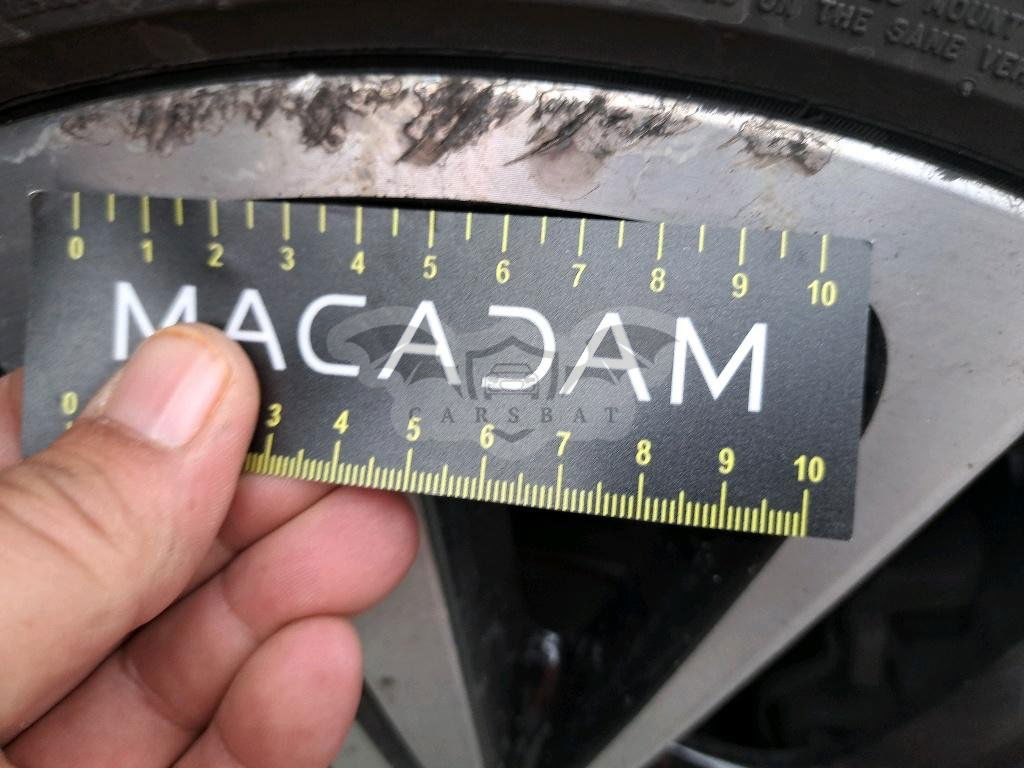 MOUNT
ON THE SAME VE
0 1 2 3 4 5 6 7 8 9 10
MACADAM
CARSBAT
0 3 4 5 6 7 8 9 10